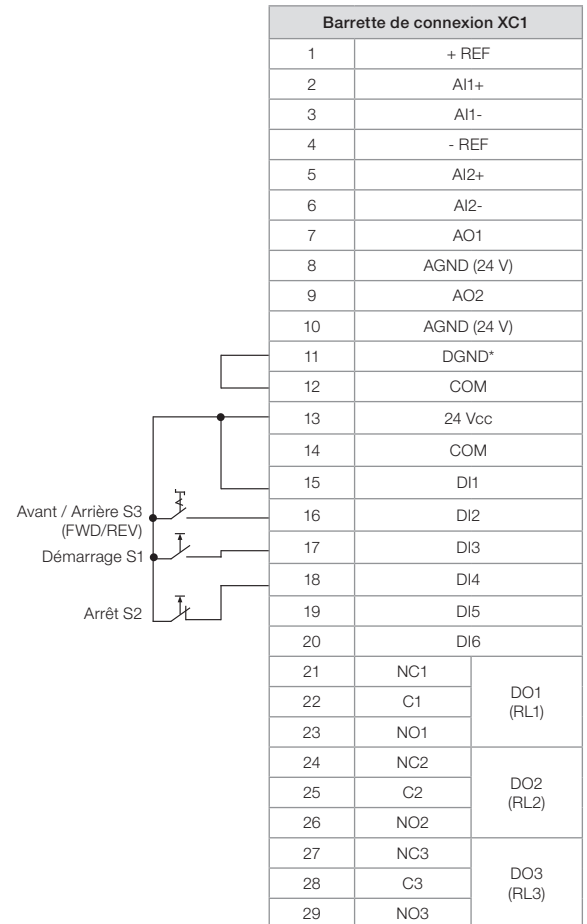 Barrette de connexion XC1
1 + REF
2 AI1+
3 AI1-
4 - REF
5 AI2+
6 AI2-
7 AO1
8 AGND (24 V)
9 AO2
10 AGND (24 V)
11 DGND*
12 COM
13 24 Vcc
14 COM
15 DI1
Avant / Arrière S3
(FWD/REV)
16 DI2
Démarrage S1
17 DI3
18 DI4
Arrêt S2
19 DI5
20 DI6
21 NC1
22 C1
23 NO1
DO1
(RL1)
24 NC2
25 C2
26 NO2
DO2
(RL2)
27 NC3
28 C3
29 NO3
DO3
(RL3)